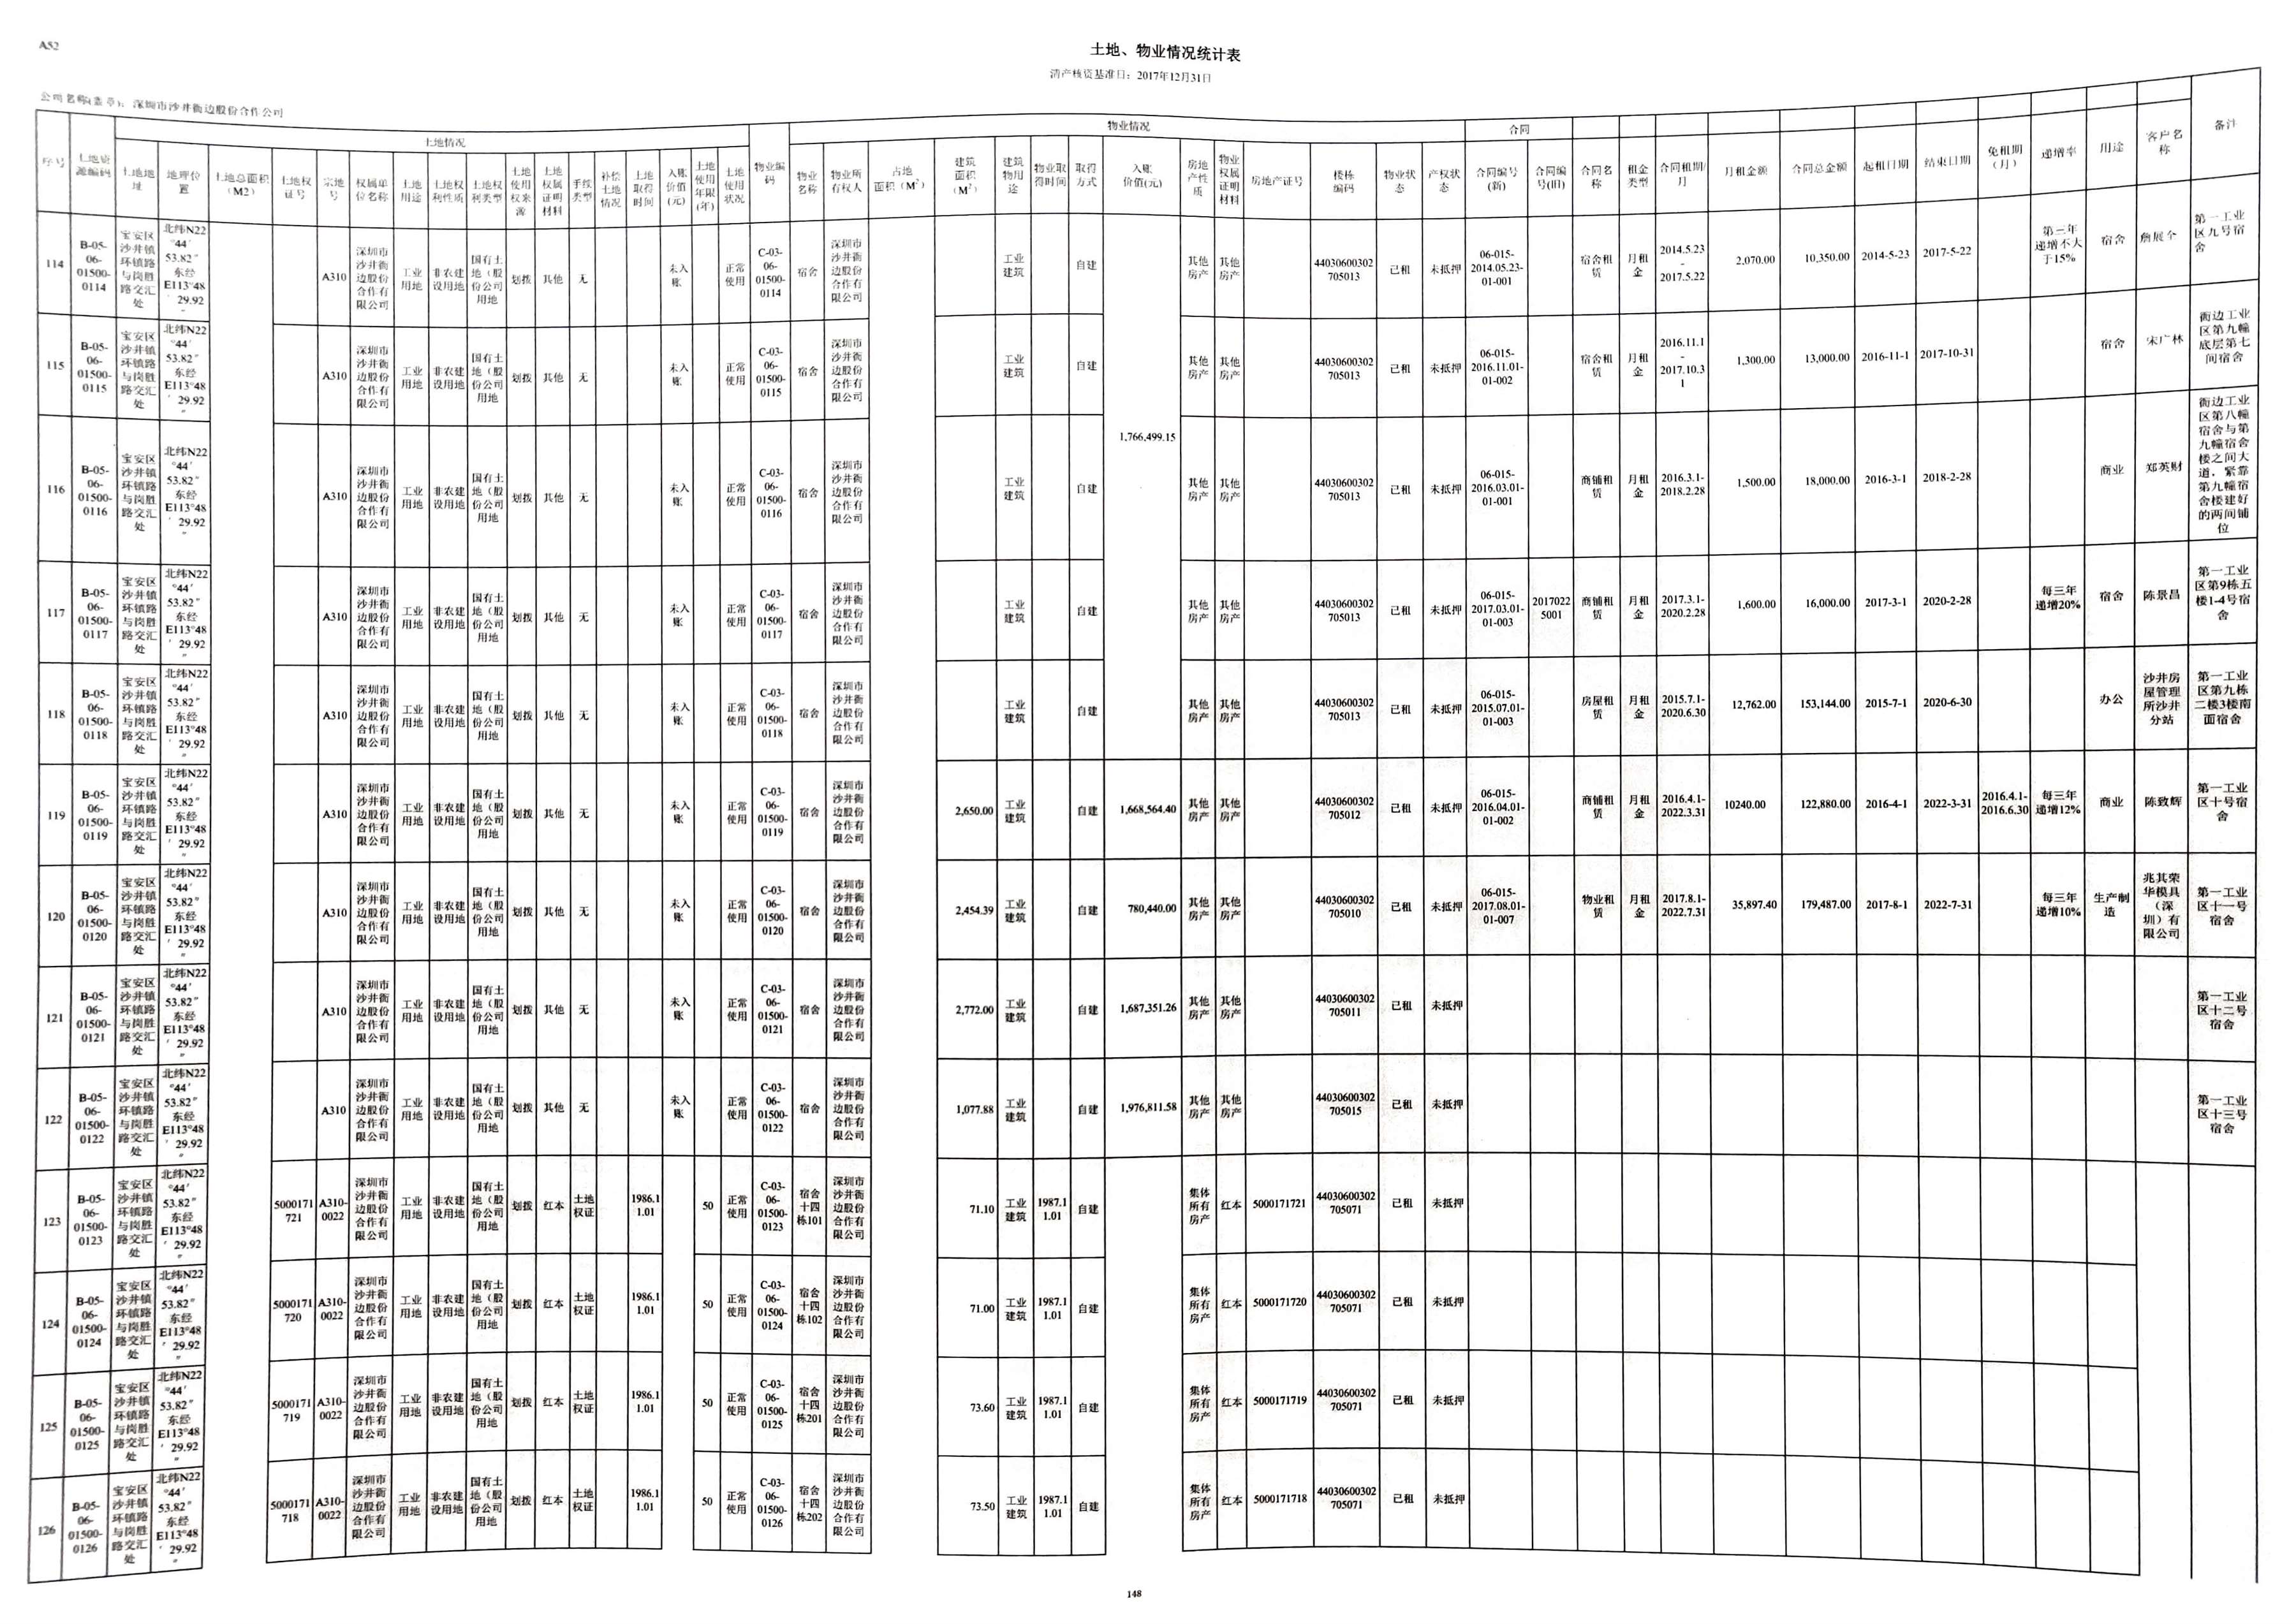 A52
土地、物业情况统计表
清产核资基准日：2017年12月31日
公司名称(盖章)：深圳市沙井衙边股份合作公司
序号 土地资源编码 土地情况 物业编码 物业情况 合同 免租期（月） 递增率 用途 客户名称 备注
土地地址 地理位置 土地总面积（M2） 土地权证号 宗地号 权属单位名称 土地用途 土地权利性质 土地权利类型 土地使用权来源 土地权属证明材料 手续类型 补偿土地情况 土地取得时间 入账价值(元) 土地使用年限(年) 土地使用状况 物业名称 物业所有权人 占地面积（M²） 建筑面积（M²） 建筑物用途 物业取得时间 取得方式 入账价值(元) 房地产性质 物业权属证明材料 房地产证号 楼栋编码 物业状态 产权状态 合同编号(新) 合同编号(旧) 合同名称 租金类型 合同租期/月 月租金额 合同总金额 起租日期 结束日期
114 B-05-06-01500-0114 宝安区沙井镇环镇路与岗胜路交汇处 北纬N22°44′53.82″东经E113°48′29.92″ A310 深圳市沙井衙边股份合作有限公司 工业用地 非农建设用地 国有土地（股份公司用地 划拨 其他 无 未入账 正常使用 C-03-06-01500-0114 宿舍 深圳市沙井衙边股份合作有限公司 工业建筑 自建 其他房产 其他房产 44030600302705013 已租 未抵押 06-015-2014.05.23-01-001 宿舍租赁 月租金 2014.5.23-2017.5.22 2,070.00 10,350.00 2014-5-23 2017-5-22 第三年递增不大于15% 宿舍 詹展全 第一工业区九号宿舍
115 B-05-06-01500-0115 宝安区沙井镇环镇路与岗胜路交汇处 北纬N22°44′53.82″东经E113°48′29.92″ A310 深圳市沙井衙边股份合作有限公司 工业用地 非农建设用地 国有土地（股份公司用地 划拨 其他 无 未入账 正常使用 C-03-06-01500-0115 宿舍 深圳市沙井衙边股份合作有限公司 工业建筑 自建 其他房产 其他房产 44030600302705013 已租 未抵押 06-015-2016.11.01-01-002 宿舍租赁 月租金 2016.11.1-2017.10.31 1,300.00 13,000.00 2016-11-1 2017-10-31 宿舍 宋广林 衙边工业区第九幢底层第七间宿舍
116 B-05-06-01500-0116 宝安区沙井镇环镇路与岗胜路交汇处 北纬N22°44′53.82″东经E113°48′29.92″ A310 深圳市沙井衙边股份合作有限公司 工业用地 非农建设用地 国有土地（股份公司用地 划拨 其他 无 未入账 正常使用 C-03-06-01500-0116 宿舍 深圳市沙井衙边股份合作有限公司 工业建筑 自建 1,766,499.15 其他房产 其他房产 44030600302705013 已租 未抵押 06-015-2016.03.01-01-001 商铺租赁 月租金 2016.3.1-2018.2.28 1,500.00 18,000.00 2016-3-1 2018-2-28 商业 郑英财 衙边工业区第八幢宿舍与第九幢宿舍楼之间大道，紧靠第九幢宿舍楼建好的两间铺位
117 B-05-06-01500-0117 宝安区沙井镇环镇路与岗胜路交汇处 北纬N22°44′53.82″东经E113°48′29.92″ A310 深圳市沙井衙边股份合作有限公司 工业用地 非农建设用地 国有土地（股份公司用地 划拨 其他 无 未入账 正常使用 C-03-06-01500-0117 宿舍 深圳市沙井衙边股份合作有限公司 工业建筑 自建 其他房产 其他房产 44030600302705013 已租 未抵押 06-015-2017.03.01-01-003 20170225001 商铺租赁 月租金 2017.3.1-2020.2.28 1,600.00 16,000.00 2017-3-1 2020-2-28 每三年递增20% 宿舍 陈景昌 第一工业区第9栋五楼1-4号宿舍
118 B-05-06-01500-0118 宝安区沙井镇环镇路与岗胜路交汇处 北纬N22°44′53.82″东经E113°48′29.92″ A310 深圳市沙井衙边股份合作有限公司 工业用地 非农建设用地 国有土地（股份公司用地 划拨 其他 无 未入账 正常使用 C-03-06-01500-0118 宿舍 深圳市沙井衙边股份合作有限公司 工业建筑 自建 其他房产 其他房产 44030600302705013 已租 未抵押 06-015-2015.07.01-01-003 房屋租赁 月租金 2015.7.1-2020.6.30 12,762.00 153,144.00 2015-7-1 2020-6-30 办公 沙井房屋管理所沙井分站 第一工业区第九栋二楼3楼南面宿舍
119 B-05-06-01500-0119 宝安区沙井镇环镇路与岗胜路交汇处 北纬N22°44′53.82″东经E113°48′29.92″ A310 深圳市沙井衙边股份合作有限公司 工业用地 非农建设用地 国有土地（股份公司用地 划拨 其他 无 未入账 正常使用 C-03-06-01500-0119 宿舍 深圳市沙井衙边股份合作有限公司 2,650.00 工业建筑 自建 1,668,564.40 其他房产 其他房产 44030600302705012 已租 未抵押 06-015-2016.04.01-01-002 商铺租赁 月租金 2016.4.1-2022.3.31 10240.00 122,880.00 2016-4-1 2022-3-31 2016.4.1-2016.6.30 每三年递增12% 商业 陈致辉 第一工业区十号宿舍
120 B-05-06-01500-0120 宝安区沙井镇环镇路与岗胜路交汇处 北纬N22°44′53.82″东经E113°48′29.92″ A310 深圳市沙井衙边股份合作有限公司 工业用地 非农建设用地 国有土地（股份公司用地 划拨 其他 无 未入账 正常使用 C-03-06-01500-0120 宿舍 深圳市沙井衙边股份合作有限公司 2,454.39 工业建筑 自建 780,440.00 其他房产 其他房产 44030600302705010 已租 未抵押 06-015-2017.08.01-01-007 物业租赁 月租金 2017.8.1-2022.7.31 35,897.40 179,487.00 2017-8-1 2022-7-31 每三年递增10% 生产制造 兆其荣华模具（深圳）有限公司 第一工业区十一号宿舍
121 B-05-06-01500-0121 宝安区沙井镇环镇路与岗胜路交汇处 北纬N22°44′53.82″东经E113°48′29.92″ A310 深圳市沙井衙边股份合作有限公司 工业用地 非农建设用地 国有土地（股份公司用地 划拨 其他 无 未入账 正常使用 C-03-06-01500-0121 宿舍 深圳市沙井衙边股份合作有限公司 2,772.00 工业建筑 自建 1,687,351.26 其他房产 其他房产 44030600302705011 已租 未抵押 第一工业区十二号宿舍
122 B-05-06-01500-0122 宝安区沙井镇环镇路与岗胜路交汇处 北纬N22°44′53.82″东经E113°48′29.92″ A310 深圳市沙井衙边股份合作有限公司 工业用地 非农建设用地 国有土地（股份公司用地 划拨 其他 无 未入账 正常使用 C-03-06-01500-0122 宿舍 深圳市沙井衙边股份合作有限公司 1,077.88 工业建筑 自建 1,976,811.58 其他房产 其他房产 44030600302705015 已租 未抵押 第一工业区十三号宿舍
123 B-05-06-01500-0123 宝安区沙井镇环镇路与岗胜路交汇处 北纬N22°44′53.82″东经E113°48′29.92″ 5000171721 A310-0022 深圳市沙井衙边股份合作有限公司 工业用地 非农建设用地 国有土地（股份公司用地 划拨 红本 土地权证 1986.11.01 50 正常使用 C-03-06-01500-0123 宿舍十四栋101 深圳市沙井衙边股份合作有限公司 71.10 工业建筑 1987.11.01 自建 集体所有房产 红本 5000171721 44030600302705071 已租 未抵押
124 B-05-06-01500-0124 宝安区沙井镇环镇路与岗胜路交汇处 北纬N22°44′53.82″东经E113°48′29.92″ 5000171720 A310-0022 深圳市沙井衙边股份合作有限公司 工业用地 非农建设用地 国有土地（股份公司用地 划拨 红本 土地权证 1986.11.01 50 正常使用 C-03-06-01500-0124 宿舍十四栋102 深圳市沙井衙边股份合作有限公司 71.00 工业建筑 1987.11.01 自建 集体所有房产 红本 5000171720 44030600302705071 已租 未抵押
125 B-05-06-01500-0125 宝安区沙井镇环镇路与岗胜路交汇处 北纬N22°44′53.82″东经E113°48′29.92″ 5000171719 A310-0022 深圳市沙井衙边股份合作有限公司 工业用地 非农建设用地 国有土地（股份公司用地 划拨 红本 土地权证 1986.11.01 50 正常使用 C-03-06-01500-0125 宿舍十四栋201 深圳市沙井衙边股份合作有限公司 73.60 工业建筑 1987.11.01 自建 集体所有房产 红本 5000171719 44030600302705071 已租 未抵押
126 B-05-06-01500-0126 宝安区沙井镇环镇路与岗胜路交汇处 北纬N22°44′53.82″东经E113°48′29.92″ 5000171718 A310-0022 深圳市沙井衙边股份合作有限公司 工业用地 非农建设用地 国有土地（股份公司用地 划拨 红本 土地权证 1986.11.01 50 正常使用 C-03-06-01500-0126 宿舍十四栋202 深圳市沙井衙边股份合作有限公司 73.50 工业建筑 1987.11.01 自建 集体所有房产 红本 5000171718 44030600302705071 已租 未抵押
148